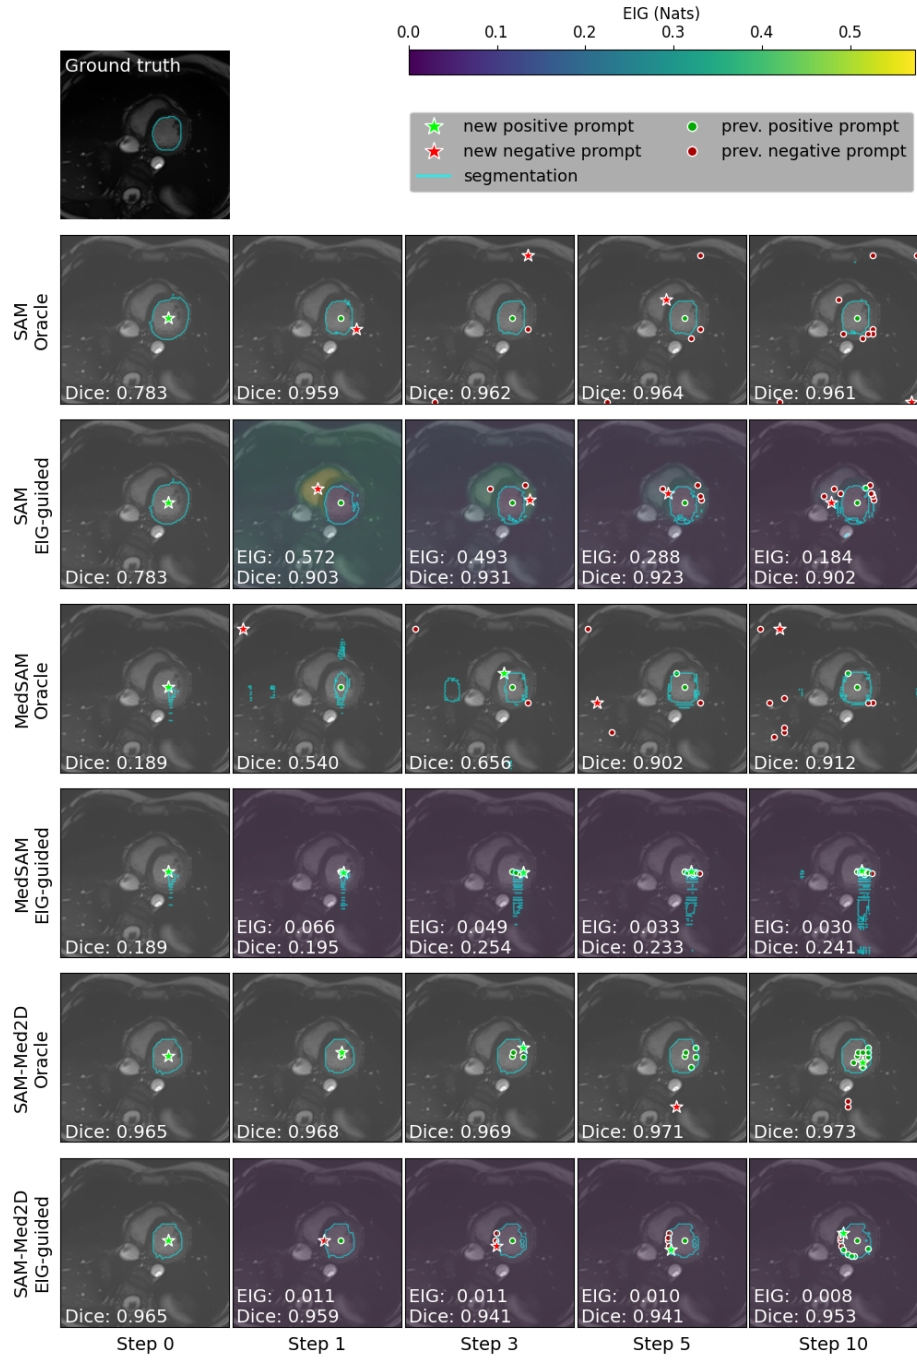 EIG (Nats)
0.0 0.1 0.2 0.3 0.4 0.5
Ground truth
new positive prompt
prev. positive prompt
new negative prompt
prev. negative prompt
segmentation
SAM
Oracle
Dice: 0.783
Dice: 0.959
Dice: 0.962
Dice: 0.964
Dice: 0.961
SAM
EIG-guided
Dice: 0.783
EIG: 0.572
Dice: 0.903
EIG: 0.493
Dice: 0.931
EIG: 0.288
Dice: 0.923
EIG: 0.184
Dice: 0.902
MedSAM
Oracle
Dice: 0.189
Dice: 0.540
Dice: 0.656
Dice: 0.902
Dice: 0.912
MedSAM
EIG-guided
Dice: 0.189
EIG: 0.066
Dice: 0.195
EIG: 0.049
Dice: 0.254
EIG: 0.033
Dice: 0.233
EIG: 0.030
Dice: 0.241
SAM-Med2D
Oracle
Dice: 0.965
Dice: 0.968
Dice: 0.969
Dice: 0.971
Dice: 0.973
SAM-Med2D
EIG-guided
Dice: 0.965
EIG: 0.011
Dice: 0.959
EIG: 0.011
Dice: 0.941
EIG: 0.010
Dice: 0.941
EIG: 0.008
Dice: 0.953
Step 0
Step 1
Step 3
Step 5
Step 10